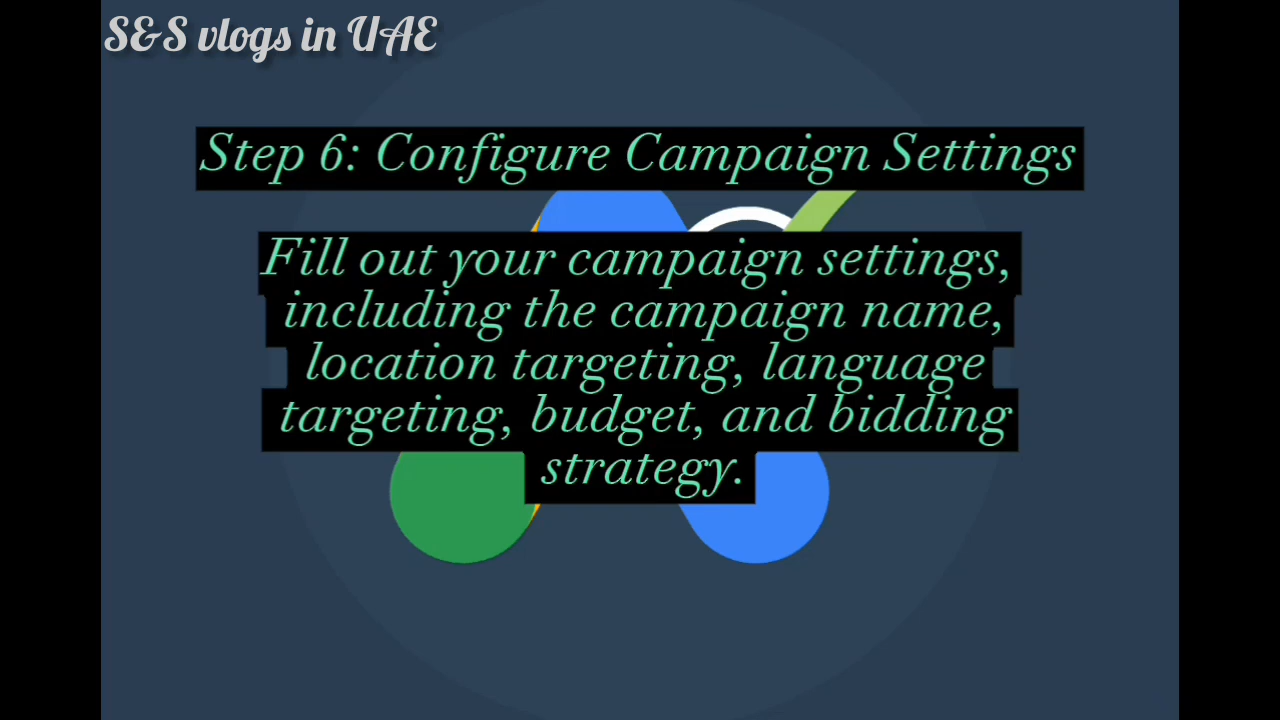 S&S vlogs in UAE
Step 6: Configure Campaign Settings
Fill out your campaign settings,
including the campaign name,
location targeting, language
targeting, budget, and bidding
strategy.